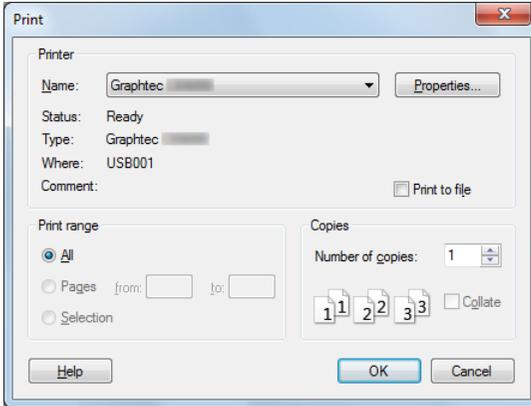 Print
Printer
Name: Graphtec
Properties...
Status: Ready
Type: Graphtec
Where: USB001
Comment:
Print to file
Print range
All
Pages from: to:
Selection
Copies
Number of copies: 1
1 1 2 2 3 3
Collate
Help
OK
Cancel